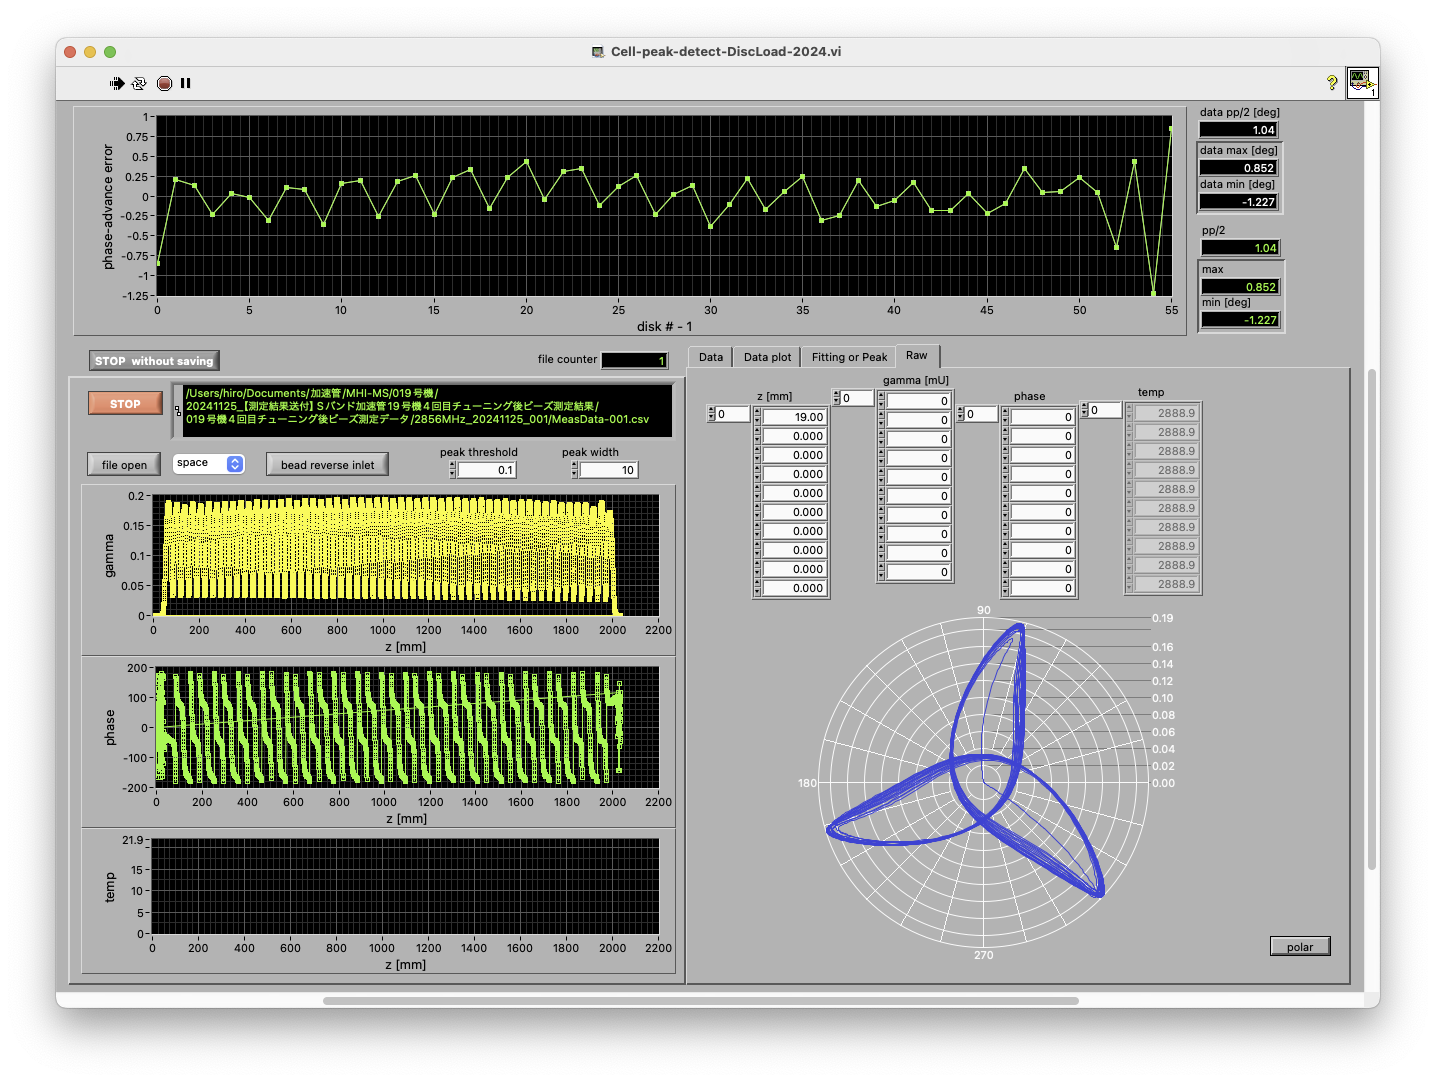 Cell-peak-detect-DiscLoad-2024.vi
?
1
phase-advance error
1
0.75
0.5
0.25
0
-0.25
-0.5
-0.75
-1
-1.25
0 5 10 15 20 25 30 35 40 45 50 55
disk # - 1
data pp/2 [deg]
1.04
data max [deg]
0.852
data min [deg]
-1.227
pp/2
1.04
max
0.852
min [deg]
-1.227
STOP without saving
file counter 1
STOP
/Users/hiro/Documents/加速管/MHI-MS/019号機/
20241125_【測定結果送付】Sバンド加速管19号機4回目チューニング後ビーズ測定結果/
019号機4回目チューニング後ビーズ測定データ/2856MHz_20241125_001/MeasData-001.csv
file open
space
bead reverse inlet
peak threshold
0.1
peak width
10
gamma
0.2
0.15
0.1
0.05
0
0 200 400 600 800 1000 1200 1400 1600 1800 2000 2200
z [mm]
phase
200
100
0
-100
-200
0 200 400 600 800 1000 1200 1400 1600 1800 2000 2200
z [mm]
temp
21.9
15
10
5
0
0 200 400 600 800 1000 1200 1400 1600 1800 2000 2200
z [mm]
Data
Data plot
Fitting or Peak
Raw
z [mm]
0
19.00
0.000
0.000
0.000
0.000
0.000
0.000
0.000
0.000
0.000
gamma [mU]
0
0
0
0
0
0
0
0
0
0
0
phase
0
0
0
0
0
0
0
0
0
0
0
temp
0
2888.9
2888.9
2888.9
2888.9
2888.9
2888.9
2888.9
2888.9
2888.9
2888.9
90
180
270
0.19
0.16
0.14
0.12
0.10
0.08
0.06
0.04
0.02
0.00
polar